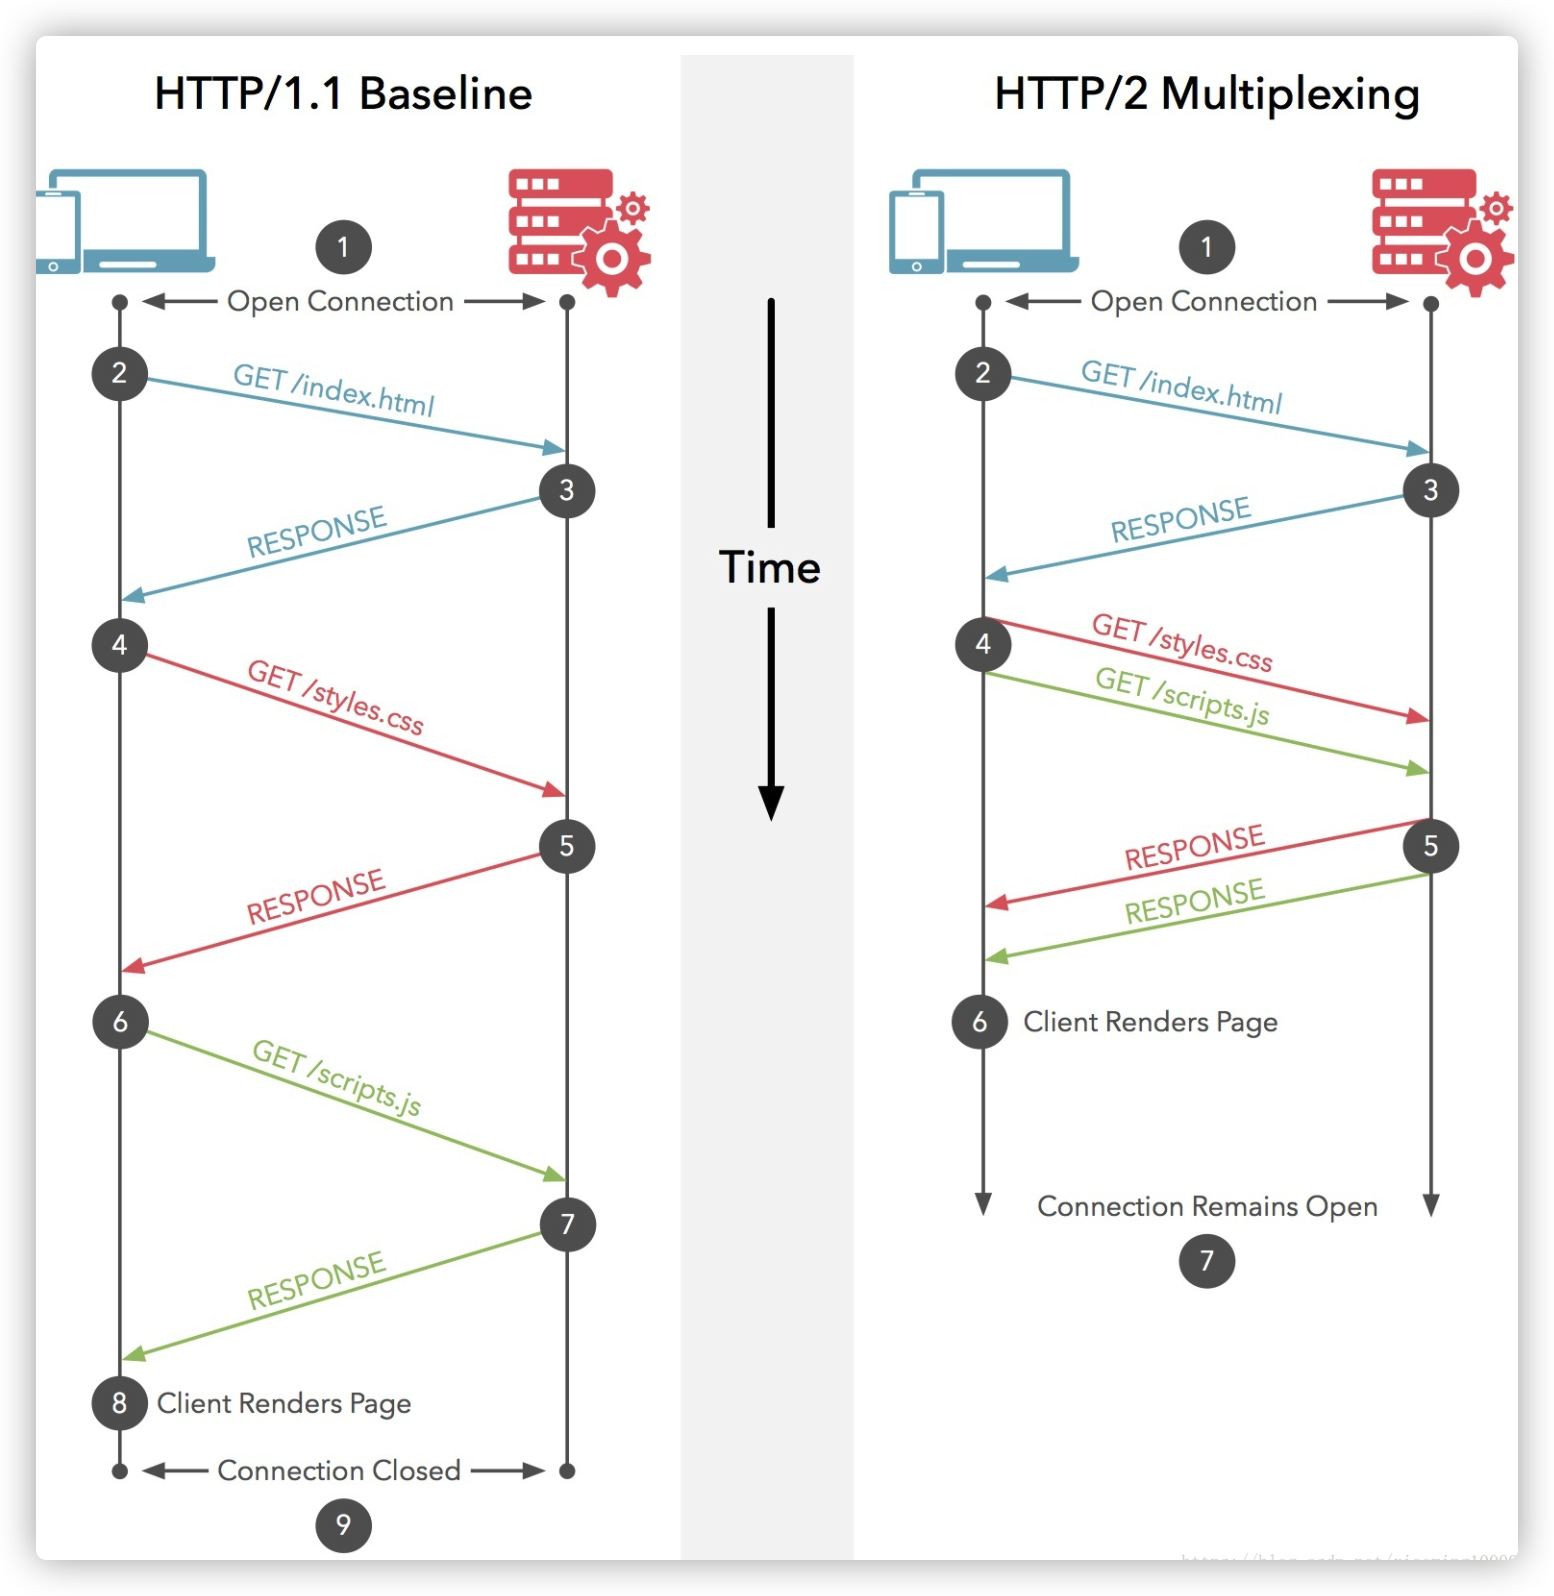 HTTP/1.1 Baseline
1
Open Connection
2
GET /index.html
3
RESPONSE
4
GET /styles.css
5
RESPONSE
6
GET /scripts.js
7
RESPONSE
8 Client Renders Page
Connection Closed
9
Time
HTTP/2 Multiplexing
1
Open Connection
2
GET /index.html
3
RESPONSE
4
GET /styles.css
GET /scripts.js
5
RESPONSE
RESPONSE
6 Client Renders Page
Connection Remains Open
7